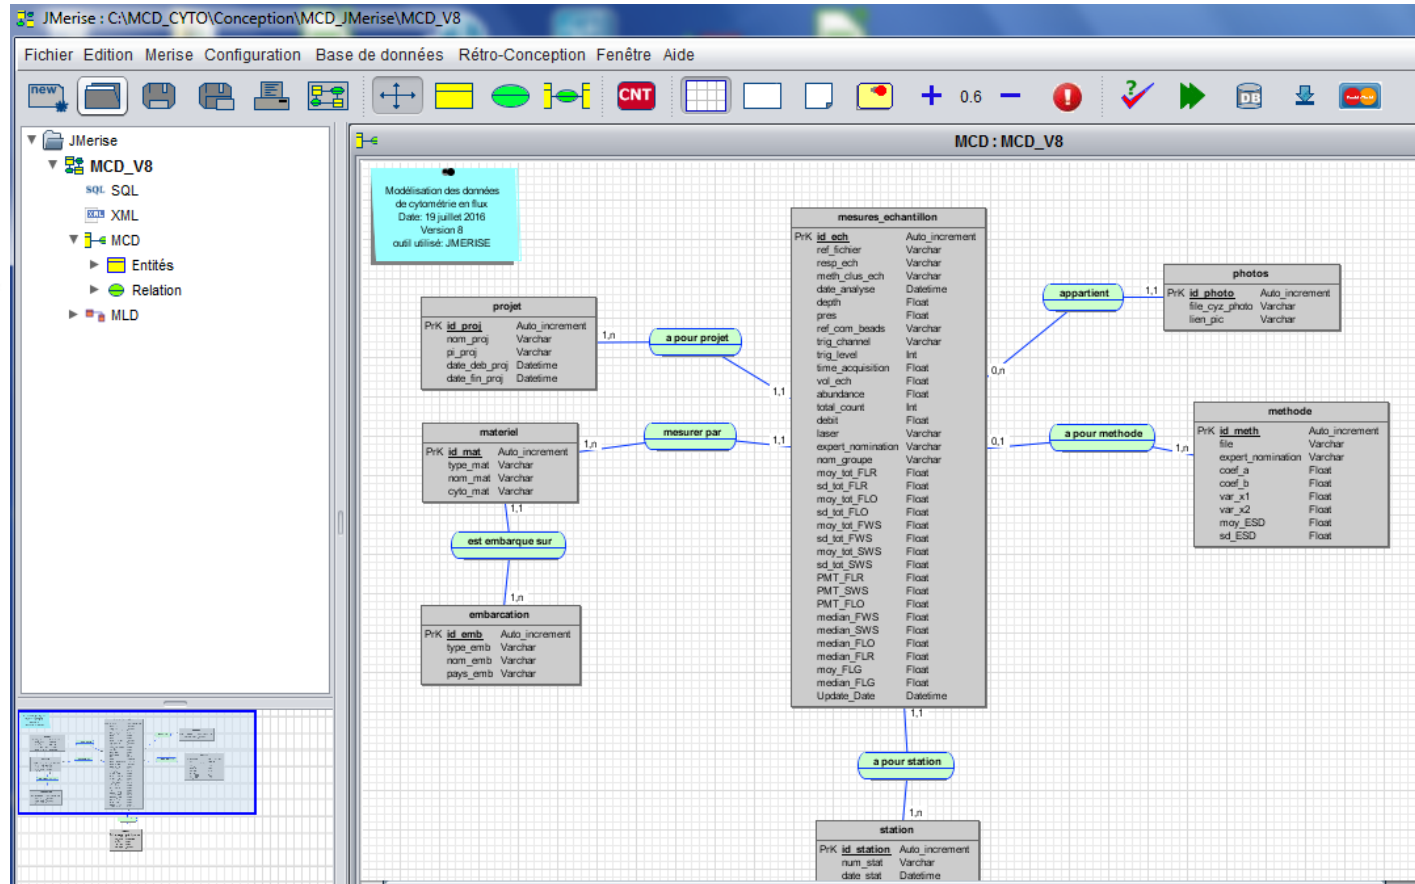 JMerise : C:\MCD_CYTO\Conception\MCD_JMerise\MCD_V8
Fichier Edition Merise Configuration Base de données Rétro-Conception Fenêtre Aide
new CNT 0.6 DB
JMerise
MCD_V8
SQL SQL
XML XML
MCD
Entités
Relation
MLD
MCD : MCD_V8
Modélisation des données
de cytométrie en flux
Date: 19 juillet 2016
Version 8
outil utilisé: JMERISE
projet
PrK id_proj Auto_increment
nom_proj Varchar
pi_proj Varchar
date_deb_proj Datetime
date_fin_proj Datetime
1,n
a pour projet
1,1
materiel
PrK id_mat Auto_increment
type_mat Varchar
nom_mat Varchar
cyto_mat Varchar
1,n
mesurer par
1,1
1,1
est embarque sur
1,n
embarcation
PrK id_emb Auto_increment
type_emb Varchar
nom_emb Varchar
pays_emb Varchar
mesures_echantillon
PrK id_ech Auto_increment
ref_fichier Varchar
resp_ech Varchar
meth_clus_ech Varchar
date_analyse Datetime
depth Float
pres Float
ref_com_beads Varchar
trig_channel Varchar
trig_level Int
time_acquisition Float
vol_ech Float
abundance Float
total_count Int
debit Float
laser Varchar
expert_nomination Varchar
nom_groupe Varchar
moy_tot_FLR Float
sd_tot_FLR Float
moy_tot_FLO Float
sd_tot_FLO Float
moy_tot_FWS Float
sd_tot_FWS Float
moy_tot_SWS Float
sd_tot_SWS Float
PMT_FLR Float
PMT_SWS Float
PMT_FLO Float
median_FWS Float
median_SWS Float
median_FLO Float
median_FLR Float
moy_FLG Float
median_FLG Float
Update_Date Datetime
1,1
a pour station
1,n
station
PrK id_station Auto_increment
num_stat Varchar
date_stat Datetime
0,n
appartient
1,1
photos
PrK id_photo Auto_increment
file_cyz_photo Varchar
lien_pic Varchar
0,1
a pour methode
1,n
methode
PrK id_meth Auto_increment
file Varchar
expert_nomination Varchar
coef_a Float
coef_b Float
var_x1 Float
var_x2 Float
moy_ESD Float
sd_ESD Float